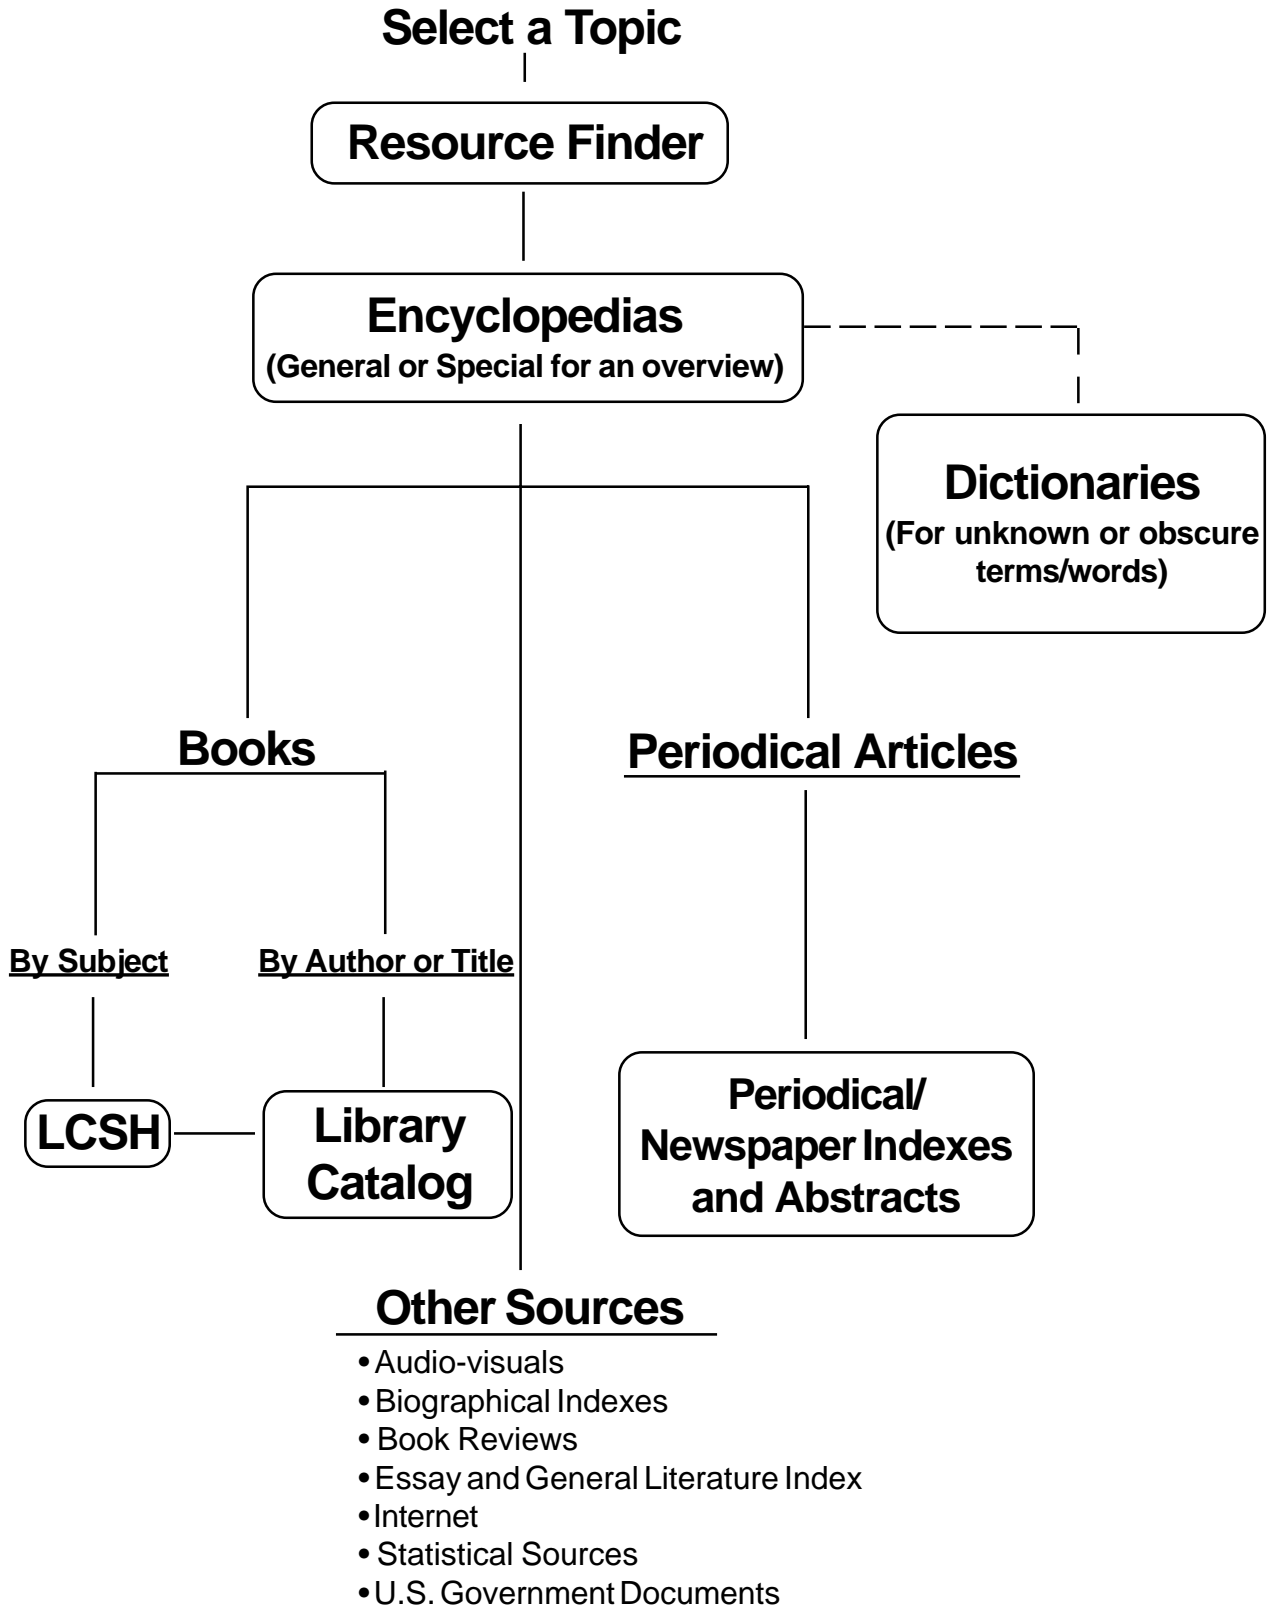 Select a Topic
Resource Finder
Encyclopedias
(General or Special for an overview)
Dictionaries
(For unknown or obscure
terms/words)
Books
Periodical Articles
By Subject
By Author or Title
LCSH
Library
Catalog
Periodical/
Newspaper Indexes
and Abstracts
Other Sources
• Audio-visuals
• Biographical Indexes
• Book Reviews
• Essay and General Literature Index
• Internet
• Statistical Sources
• U.S. Government Documents